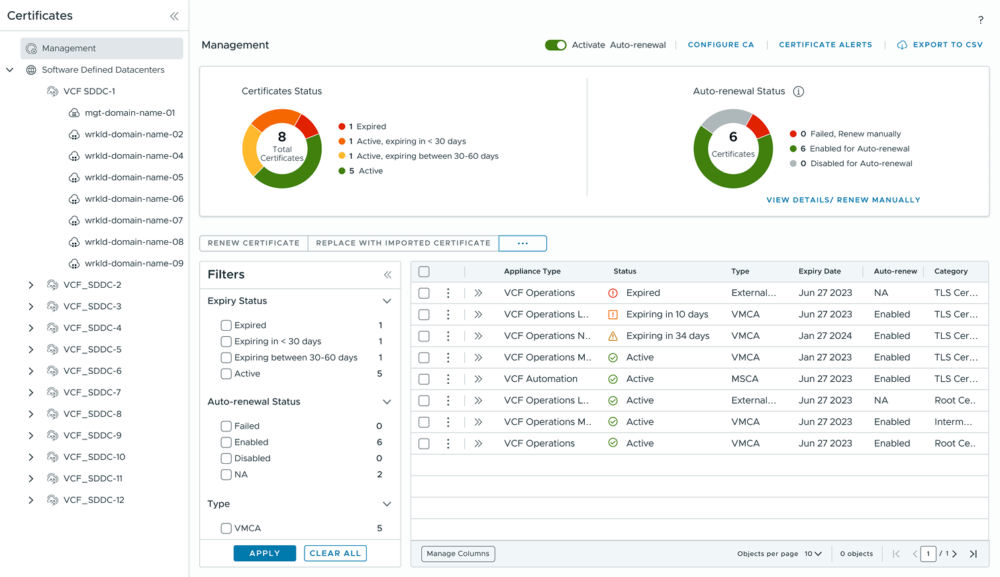 Certificates
Management
Software Defined Datacenters
VCF SDDC-1
mgt-domain-name-01
wrkld-domain-name-02
wrkld-domain-name-04
wrkld-domain-name-05
wrkld-domain-name-06
wrkld-domain-name-07
wrkld-domain-name-08
wrkld-domain-name-09
VCF_SDDC-2
VCF_SDDC-3
VCF_SDDC-4
VCF_SDDC-5
VCF_SDDC-6
VCF_SDDC-7
VCF_SDDC-8
VCF_SDDC-9
VCF_SDDC-10
VCF_SDDC-11
VCF_SDDC-12
?
Management
Activate Auto-renewal
CONFIGURE CA
CERTIFICATE ALERTS
EXPORT TO CSV
Certificates Status
8
Total
Certificates
1 Expired
1 Active, expiring in < 30 days
1 Active, expiring between 30-60 days
5 Active
Auto-renewal Status
6
Certificates
0 Failed, Renew manually
6 Enabled for Auto-renewal
0 Disabled for Auto-renewal
VIEW DETAILS/ RENEW MANUALLY
RENEW CERTIFICATE REPLACE WITH IMPORTED CERTIFICATE ...
Filters
Expiry Status
Expired 1
Expiring in < 30 days 1
Expiring between 30-60 days 1
Active 5
Auto-renewal Status
Failed 0
Enabled 6
Disabled 0
NA 2
Type
VMCA 5
APPLY CLEAR ALL
Appliance Type Status Type Expiry Date Auto-renew Category
VCF Operations Expired External... Jun 27 2023 NA TLS Cer...
VCF Operations L.. Expiring in 10 days VMCA Jun 27 2023 Enabled TLS Cer...
VCF Operations N.. Expiring in 34 days VMCA Jan 27 2024 Enabled TLS Cer...
VCF Operations M.. Active VMCA Jan 27 2023 Enabled TLS Cer...
VCF Automation Active MSCA Jun 27 2023 Enabled TLS Cer...
VCF Operations L.. Active External... Jun 27 2023 NA Root Ce..
VCF Operations M.. Active VMCA Jun 27 2023 Enabled Interm...
VCF Operations Active VMCA Jun 27 2023 Enabled Root Ce..
Manage Columns Objects per page 10 0 objects 1 / 1